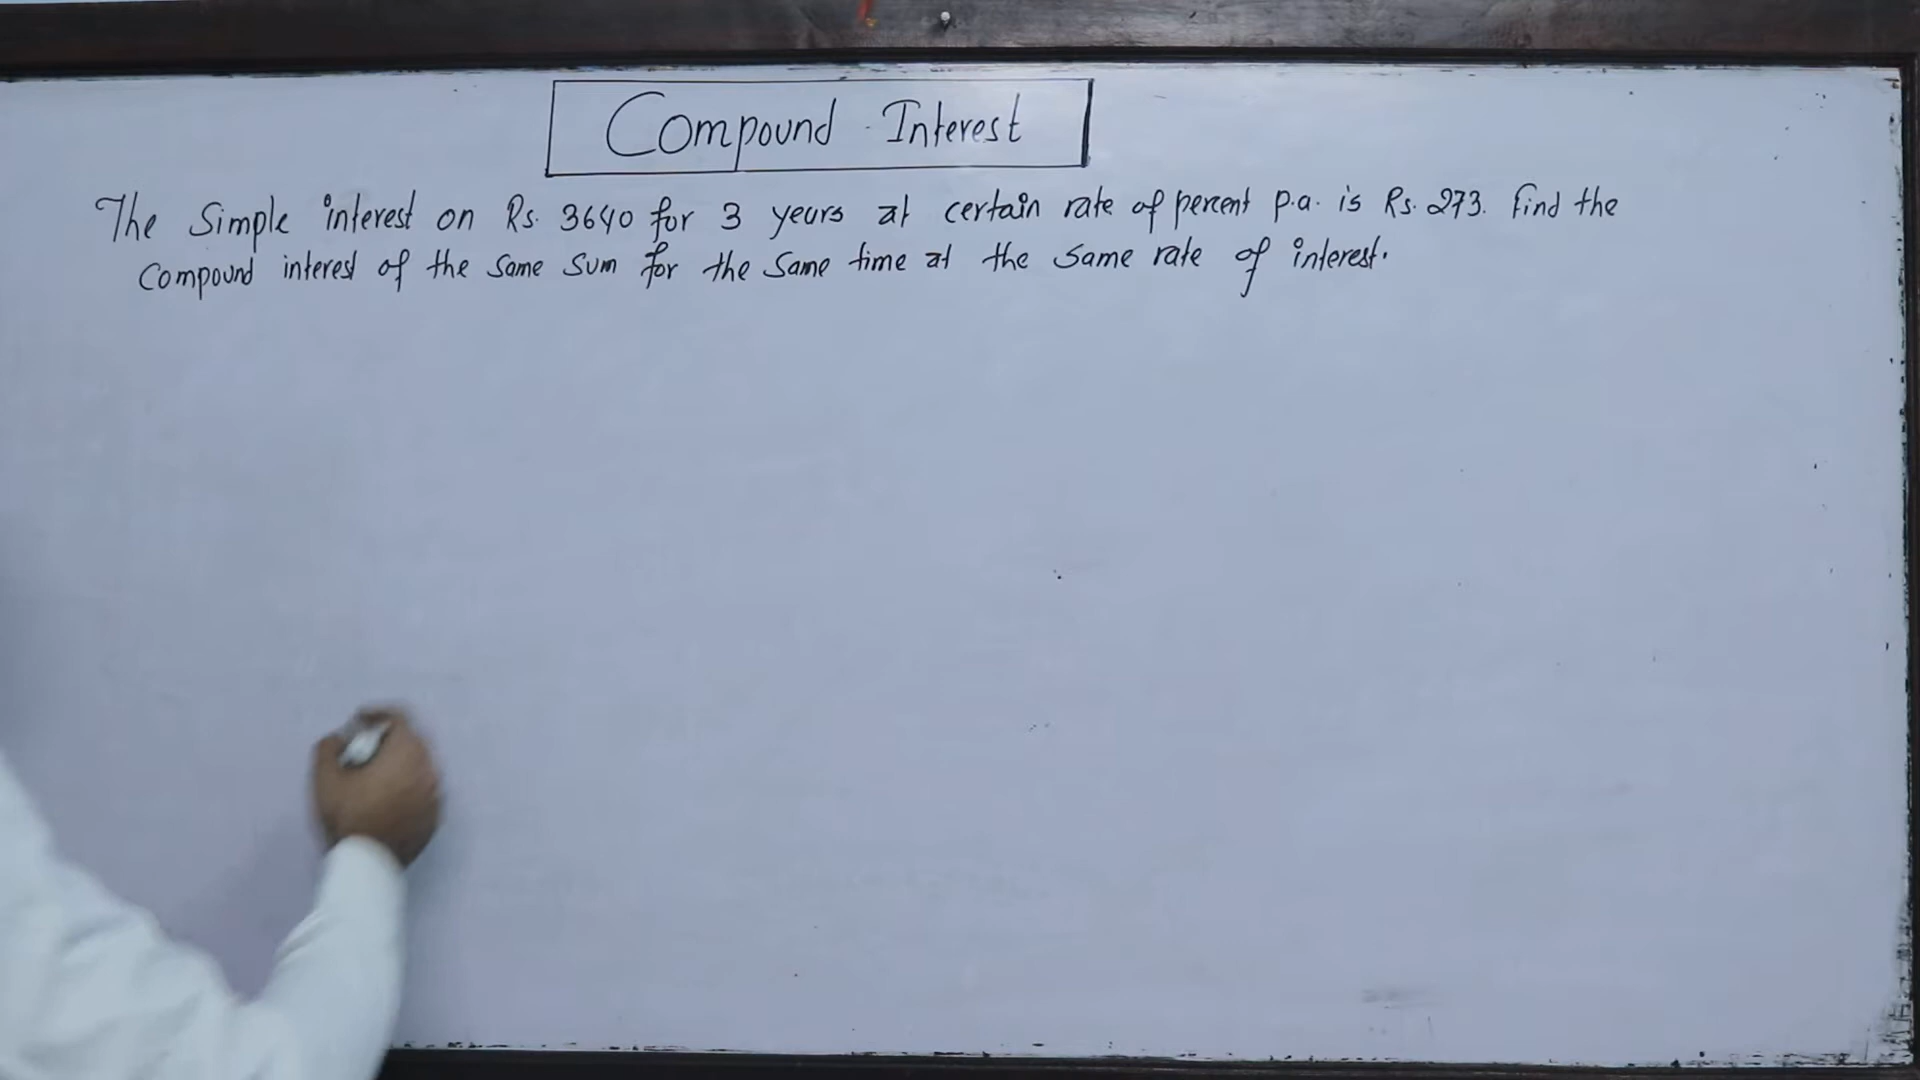 Compound Interest
The Simple interest on Rs. 3640 for 3 years at certain rate of percent p.a. is Rs. 273. Find the
Compound interest of the same sum for the same time at the same rate of interest.